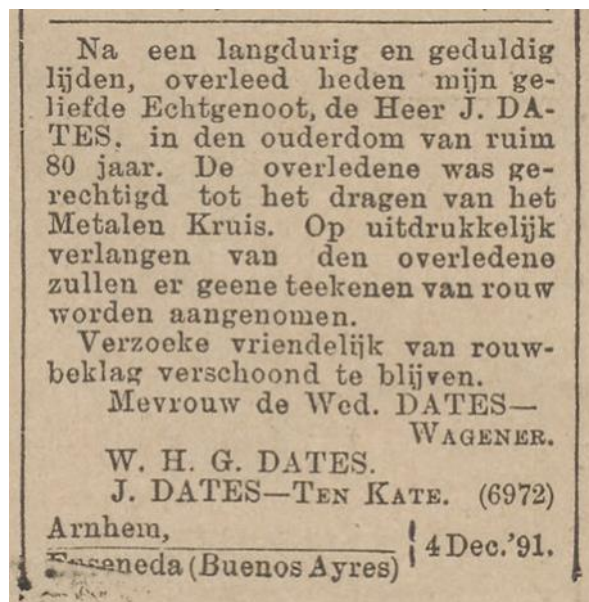 Na een langdurig en geduldig
lijden, overleed heden mijn ge-
liefde Echtgenoot, de Heer J. DA-
TES, in den ouderdom van ruim
80 jaar. De overledene was ge-
rechtigd tot het dragen van het
Metalen Kruis. Op uitdrukkelijk
verlangen van den overledene
zullen er geene teekenen van rouw
worden aangenomen.
Verzoeke vriendelijk van rouw-
beklag verschoond te blijven.
Mevrouw de Wed. DATES—
WAGENER.
W. H. G. DATES.
J. DATES—TEN KATE. (6972)
Arnhem,
Enseneda (Buenos Ayres)
4 Dec. '91.